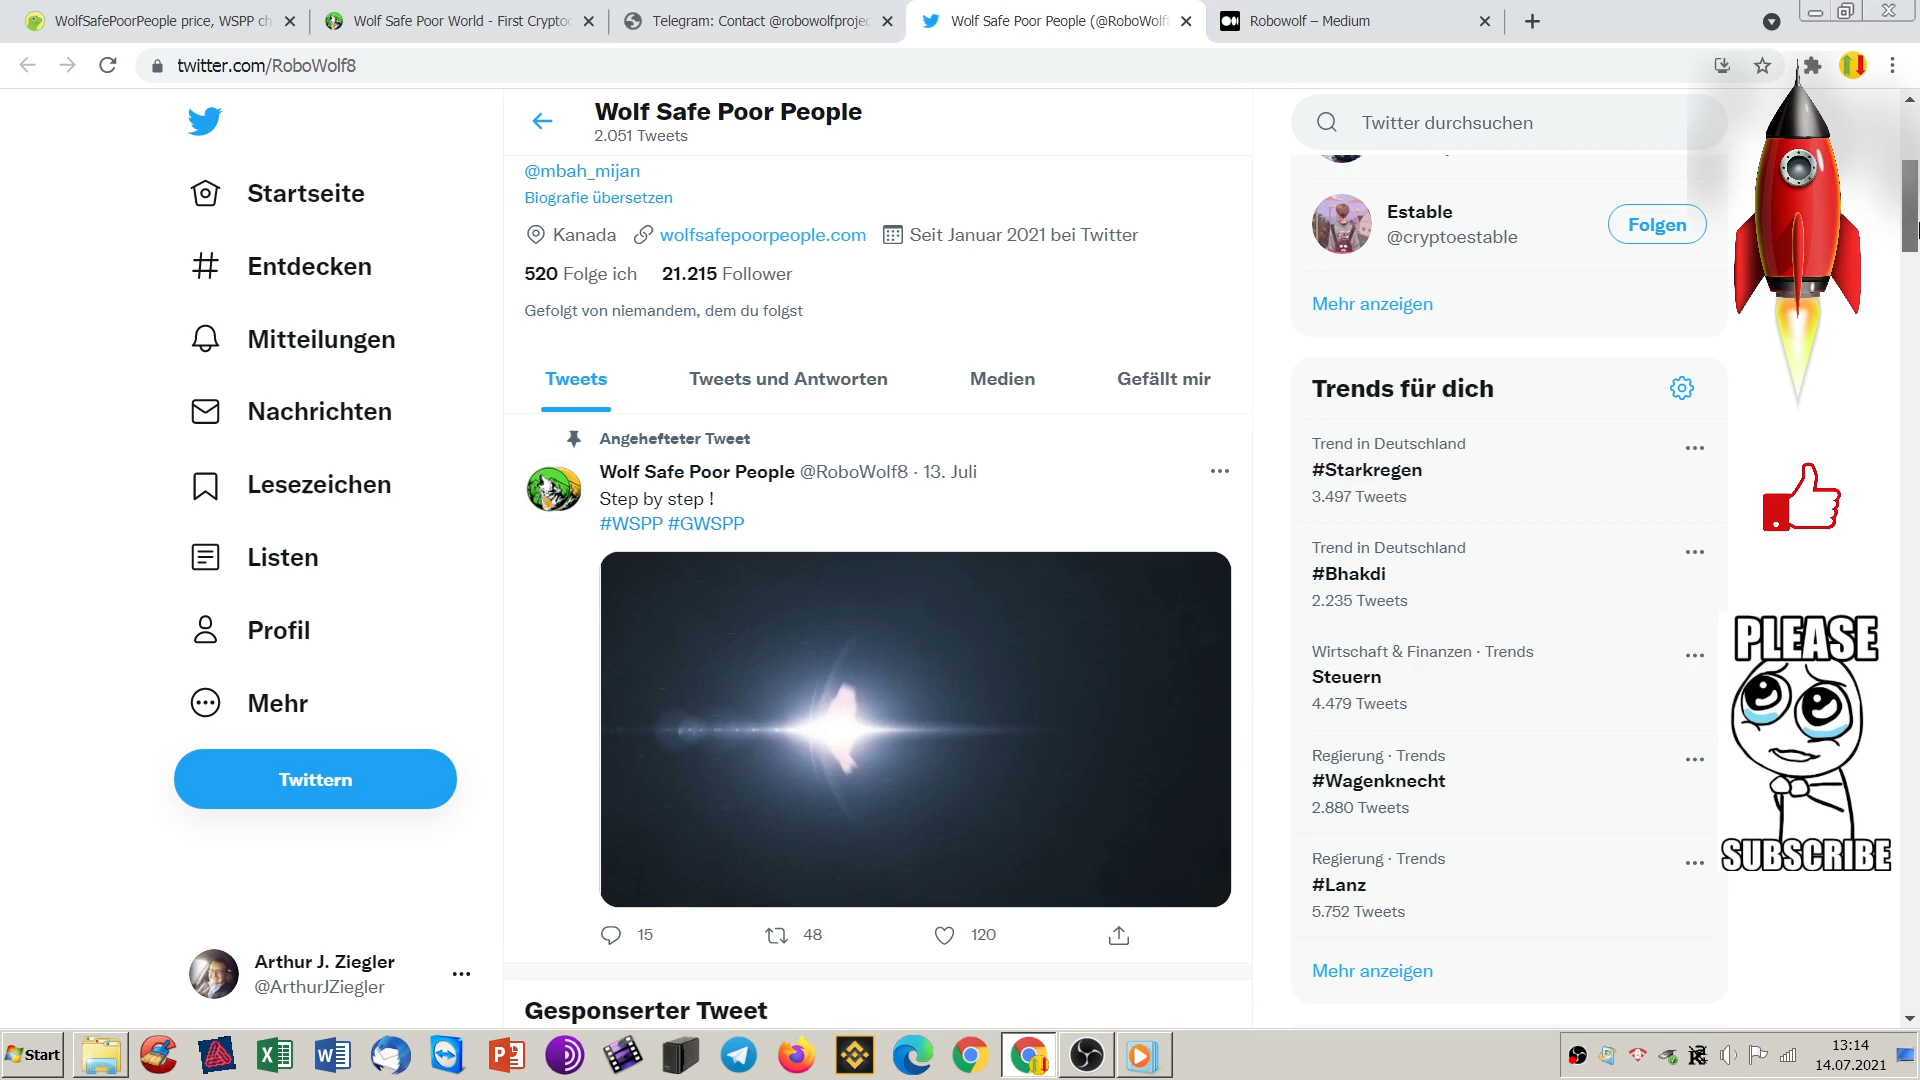 WolfSafePoorPeople price, WSPP ch
Wolf Safe Poor World - First Cryptoc
Telegram: Contact @robowolfprojec
Wolf Safe Poor People (@RoboWolf8
Robowolf – Medium
twitter.com/RoboWolf8
Wolf Safe Poor People
2.051 Tweets
Twitter durchsuchen
@mbah_mijan
Biografie übersetzen
Kanada wolfsafepoorpeople.com Seit Januar 2021 bei Twitter
520 Folge ich 21.215 Follower
Gefolgt von niemandem, dem du folgst
Tweets Tweets und Antworten Medien Gefällt mir
Angehefteter Tweet
Wolf Safe Poor People @RoboWolf8 · 13. Juli
Step by step !
#WSPP #GWSPP
15 48 120
Gesponserter Tweet
Startseite
Entdecken
Mitteilungen
Nachrichten
Lesezeichen
Listen
Profil
Mehr
Twittern
Arthur J. Ziegler
@ArthurJZiegler
Estable
@cryptoestable
Folgen
Mehr anzeigen
Trends für dich
Trend in Deutschland
#Starkregen
3.497 Tweets
Trend in Deutschland
#Bhakdi
2.235 Tweets
Wirtschaft & Finanzen · Trends
Steuern
4.479 Tweets
Regierung · Trends
#Wagenknecht
2.880 Tweets
Regierung · Trends
#Lanz
5.752 Tweets
Mehr anzeigen
PLEASE
SUBSCRIBE
Start
13:14
14.07.2021